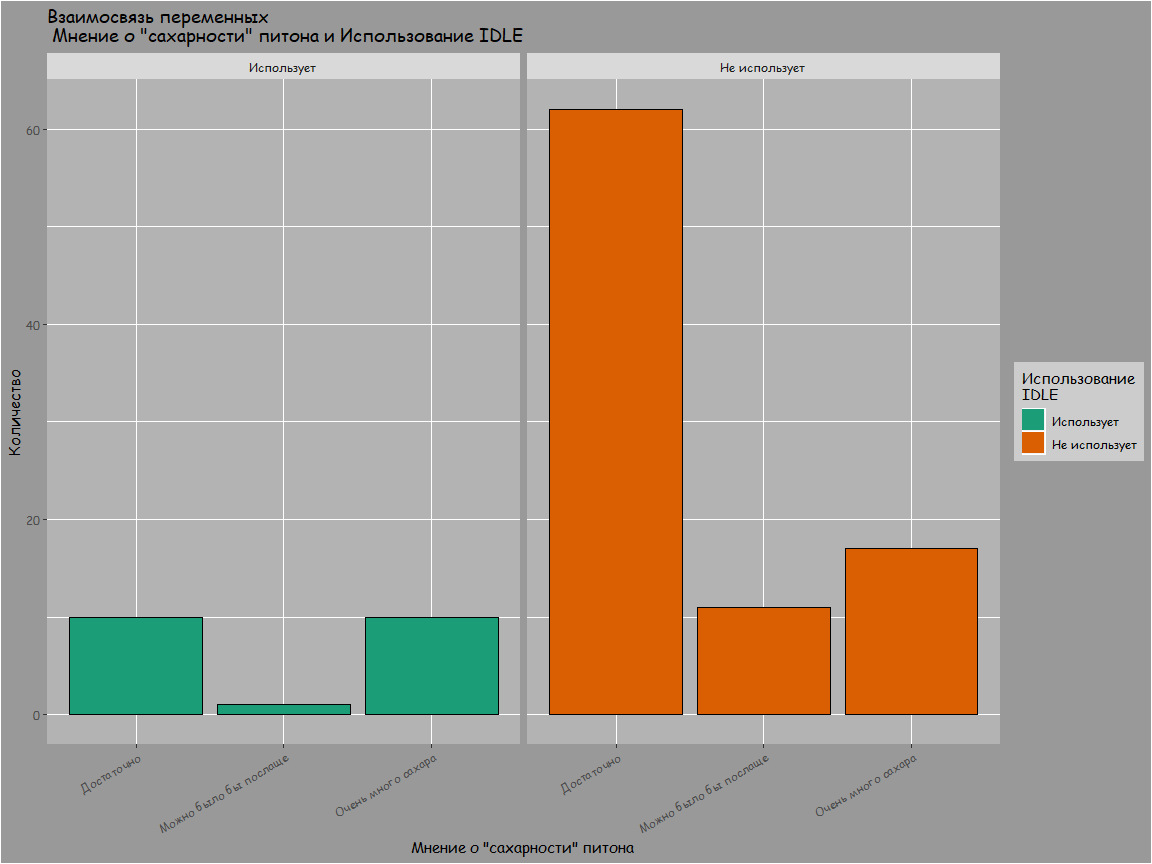 Взаимосвязь переменных
Мнение о "сахарности" питона и Использование IDLE
Использует
Не использует
60
40
20
0
Количество
Достаточно
Можно было бы послаще
Очень много сахара
Достаточно
Можно было бы послаще
Очень много сахара
Мнение о "сахарности" питона
Использование
IDLE
Использует
Не использует